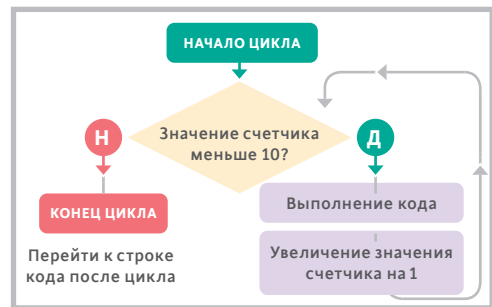 НАЧАЛО ЦИКЛА
Значение счетчика
меньше 10?
Н
Д
КОНЕЦ ЦИКЛА
Перейти к строке
кода после цикла
Выполнение кода
Увеличение значения
счетчика на 1